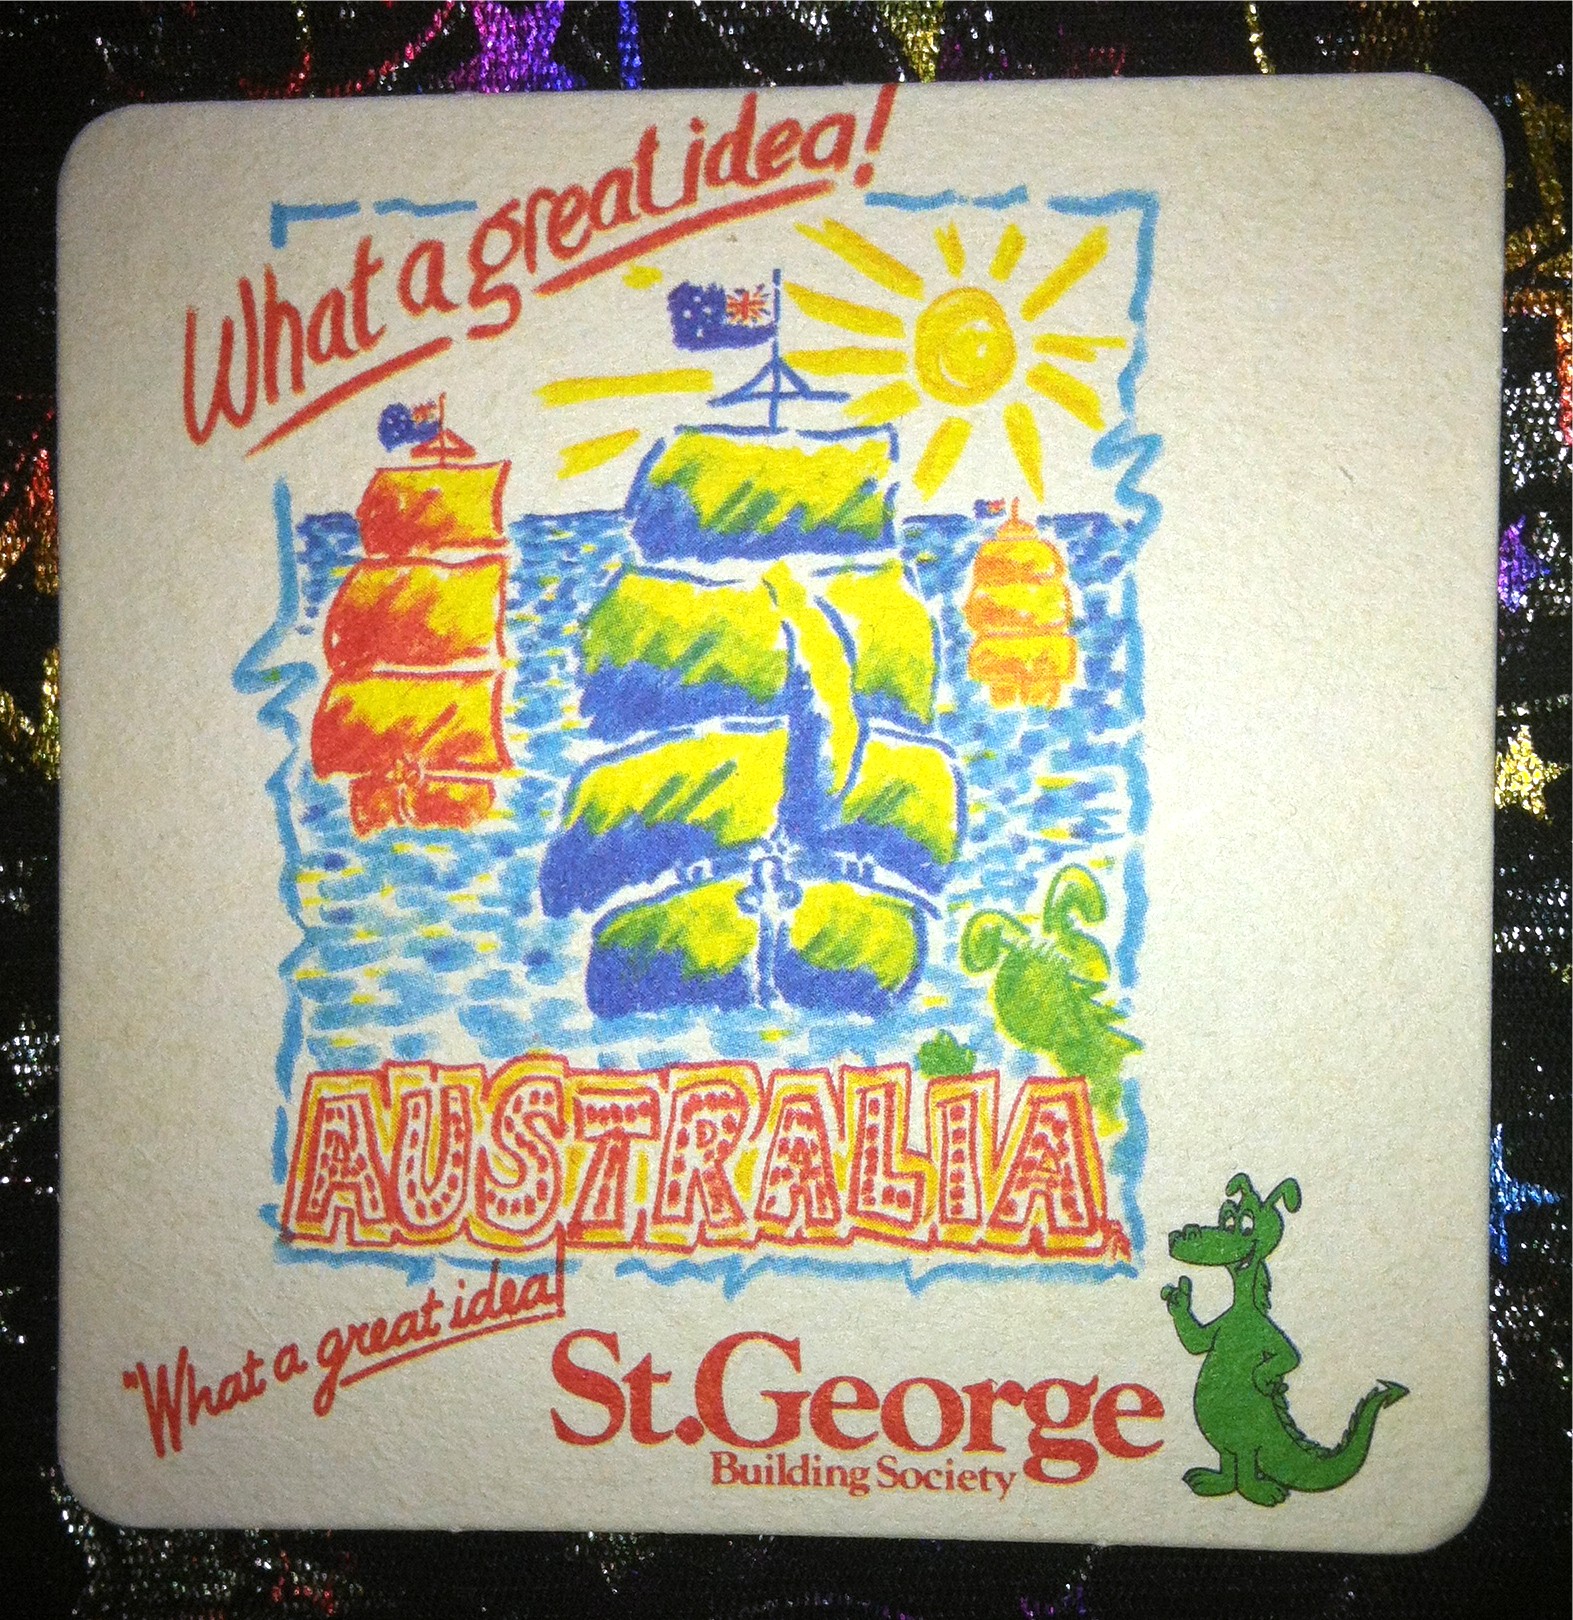 What a great idea!
AUSTRALIA
"What a great idea!
St.George
Building Society